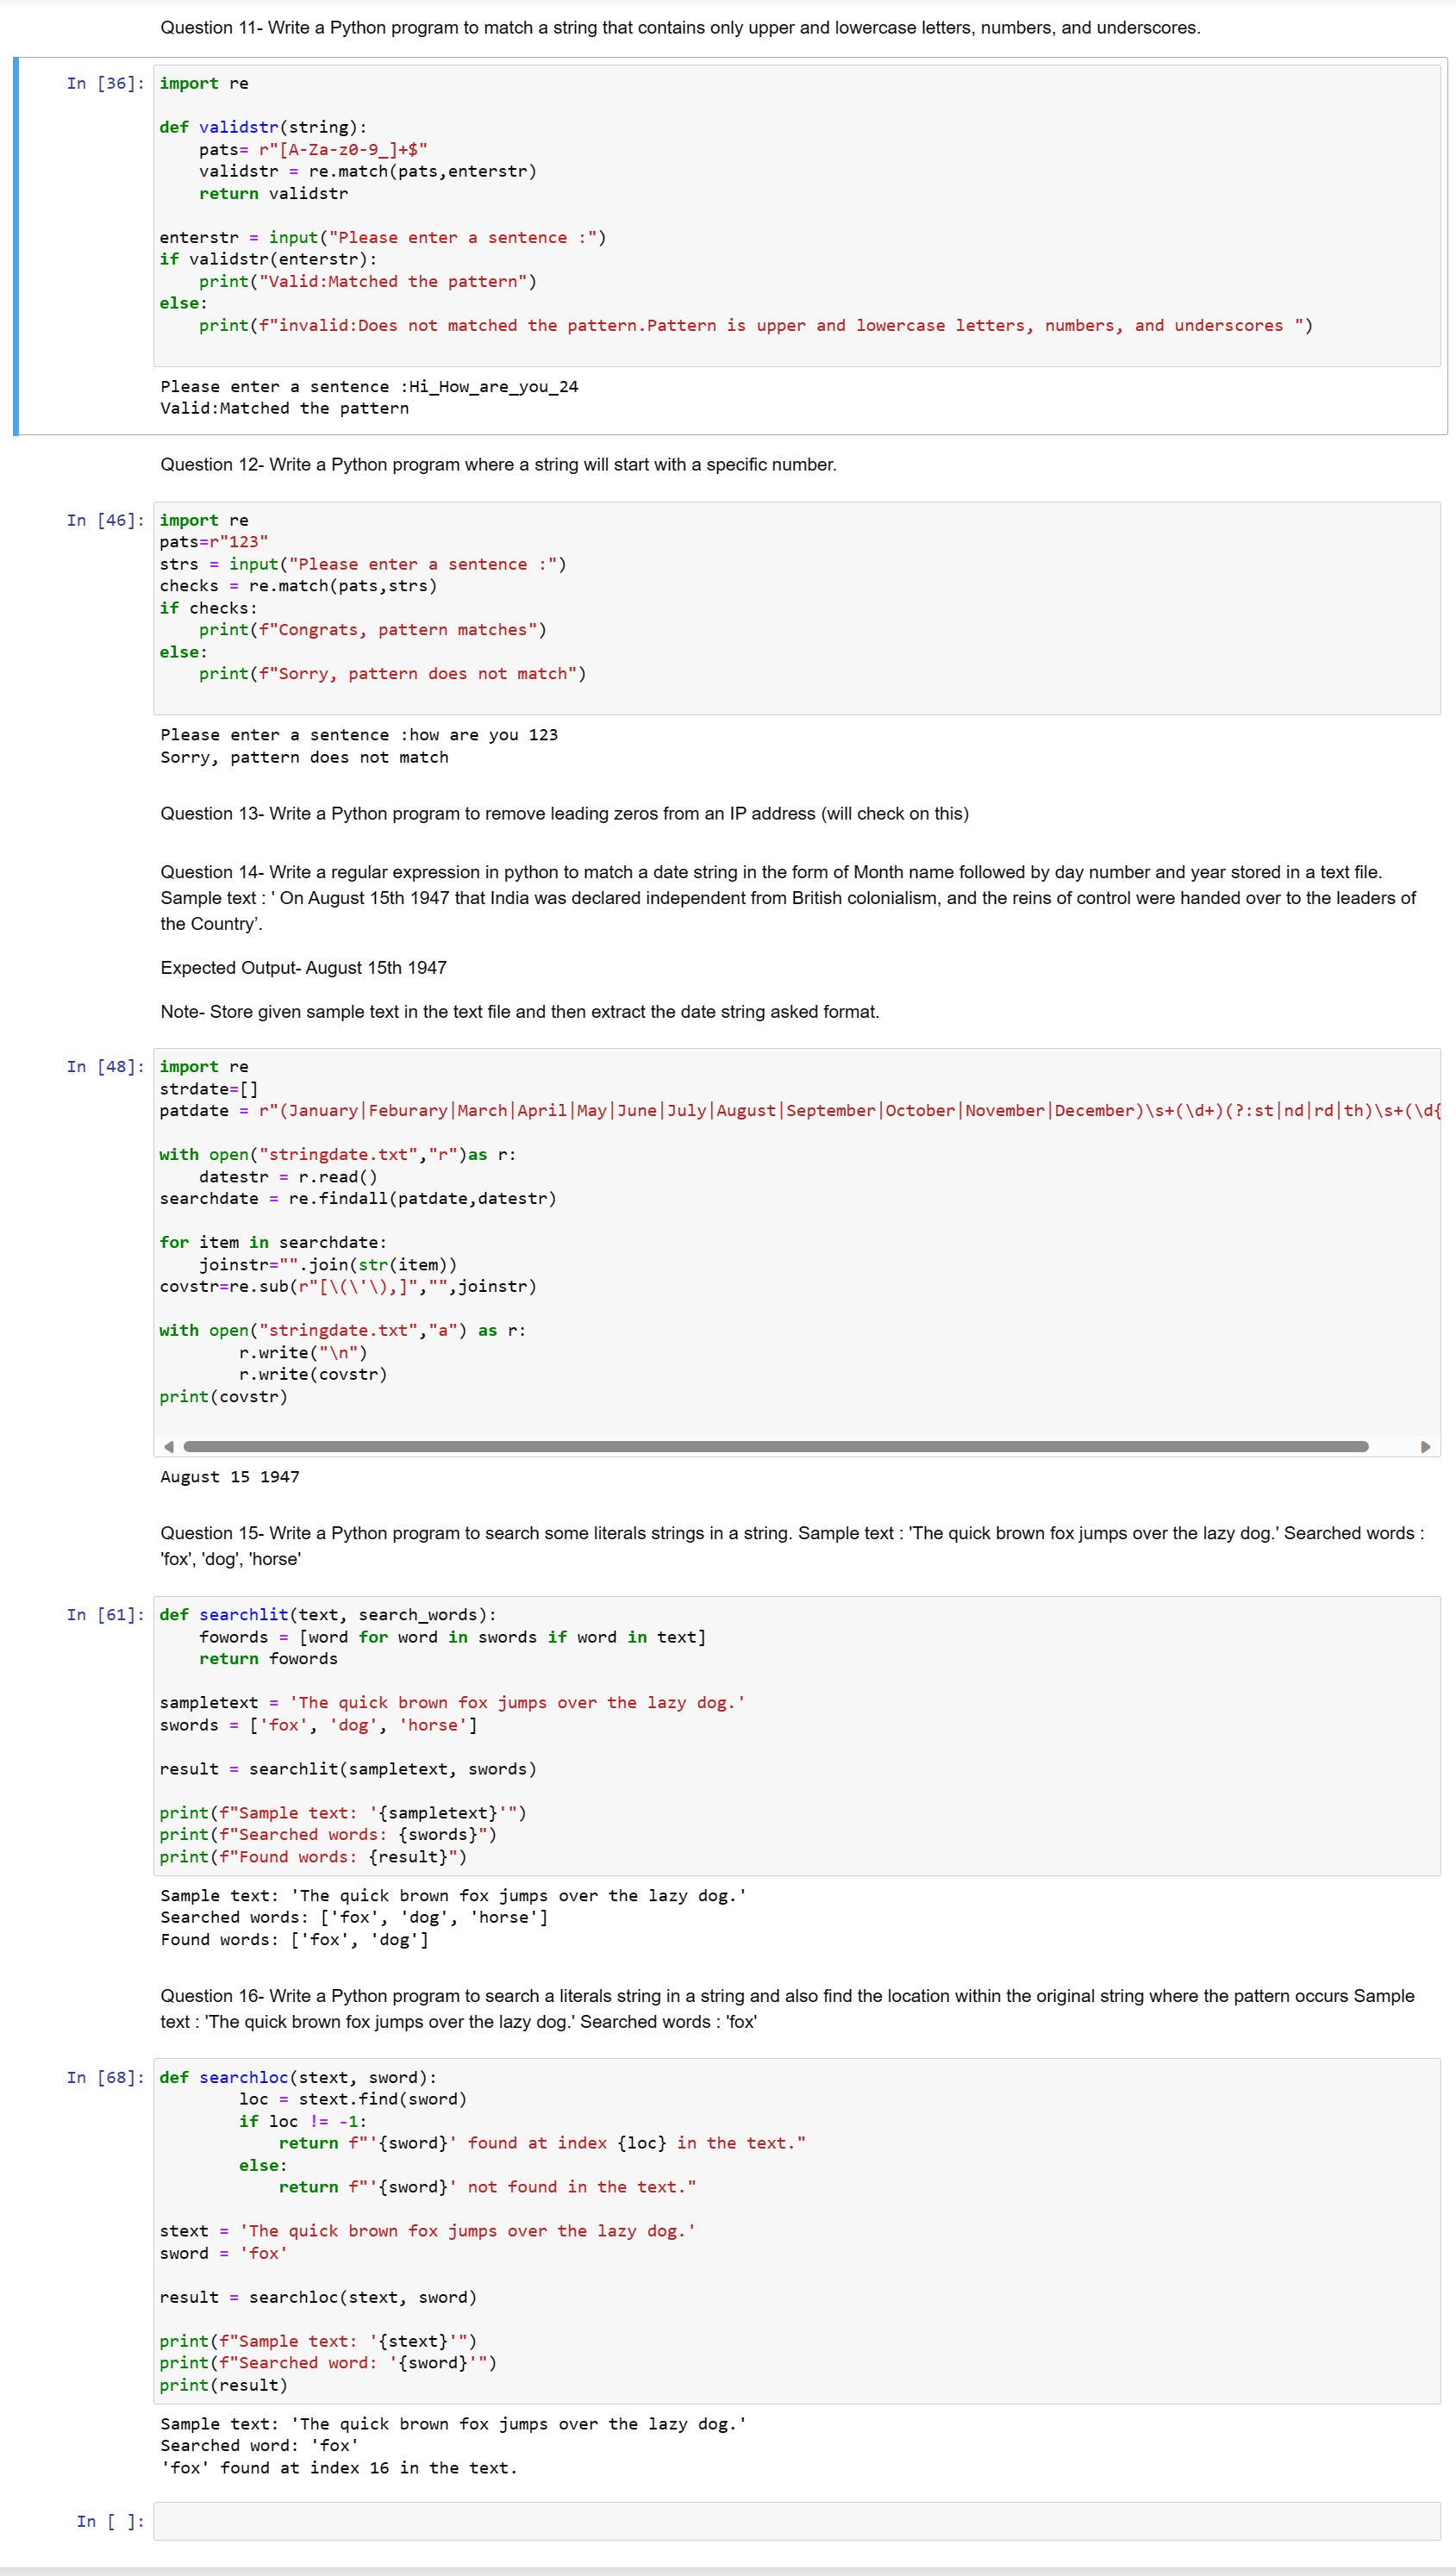 Question 11- Write a Python program to match a string that contains only upper and lowercase letters, numbers, and underscores.
In [36]: import re
def validstr(string):
    pats= r"[A-Za-z0-9_]+$"
    validstr = re.match(pats,enterstr)
    return validstr
enterstr = input("Please enter a sentence :")
if validstr(enterstr):
    print("Valid:Matched the pattern")
else:
    print(f"invalid:Does not matched the pattern.Pattern is upper and lowercase letters, numbers, and underscores ")
Please enter a sentence :Hi_How_are_you_24
Valid:Matched the pattern
Question 12- Write a Python program where a string will start with a specific number.
In [46]: import re
pats=r"123"
strs = input("Please enter a sentence :")
checks = re.match(pats,strs)
if checks:
    print(f"Congrats, pattern matches")
else:
    print(f"Sorry, pattern does not match")
Please enter a sentence :how are you 123
Sorry, pattern does not match
Question 13- Write a Python program to remove leading zeros from an IP address (will check on this)
Question 14- Write a regular expression in python to match a date string in the form of Month name followed by day number and year stored in a text file.
Sample text : ' On August 15th 1947 that India was declared independent from British colonialism, and the reins of control were handed over to the leaders of
the Country’.
Expected Output- August 15th 1947
Note- Store given sample text in the text file and then extract the date string asked format.
In [48]: import re
strdate=[]
patdate = r"(January|Feburary|March|April|May|June|July|August|September|October|November|December)\s+(\d+)(?:st|nd|rd|th)\s+(\d{
with open("stringdate.txt","r")as r:
    datestr = r.read()
searchdate = re.findall(patdate,datestr)
for item in searchdate:
    joinstr="".join(str(item))
covstr=re.sub(r"[\(\'\),]","",joinstr)
with open("stringdate.txt","a") as r:
        r.write("\n")
        r.write(covstr)
print(covstr)
August 15 1947
Question 15- Write a Python program to search some literals strings in a string. Sample text : 'The quick brown fox jumps over the lazy dog.' Searched words :
'fox', 'dog', 'horse'
In [61]: def searchlit(text, search_words):
    fowords = [word for word in swords if word in text]
    return fowords
sampletext = 'The quick brown fox jumps over the lazy dog.'
swords = ['fox', 'dog', 'horse']
result = searchlit(sampletext, swords)
print(f"Sample text: '{sampletext}'")
print(f"Searched words: {swords}")
print(f"Found words: {result}")
Sample text: 'The quick brown fox jumps over the lazy dog.'
Searched words: ['fox', 'dog', 'horse']
Found words: ['fox', 'dog']
Question 16- Write a Python program to search a literals string in a string and also find the location within the original string where the pattern occurs Sample
text : 'The quick brown fox jumps over the lazy dog.' Searched words : 'fox'
In [68]: def searchloc(stext, sword):
        loc = stext.find(sword)
        if loc != -1:
            return f"'{sword}' found at index {loc} in the text."
        else:
            return f"'{sword}' not found in the text."
stext = 'The quick brown fox jumps over the lazy dog.'
sword = 'fox'
result = searchloc(stext, sword)
print(f"Sample text: '{stext}'")
print(f"Searched word: '{sword}'")
print(result)
Sample text: 'The quick brown fox jumps over the lazy dog.'
Searched word: 'fox'
'fox' found at index 16 in the text.
In [ ]: